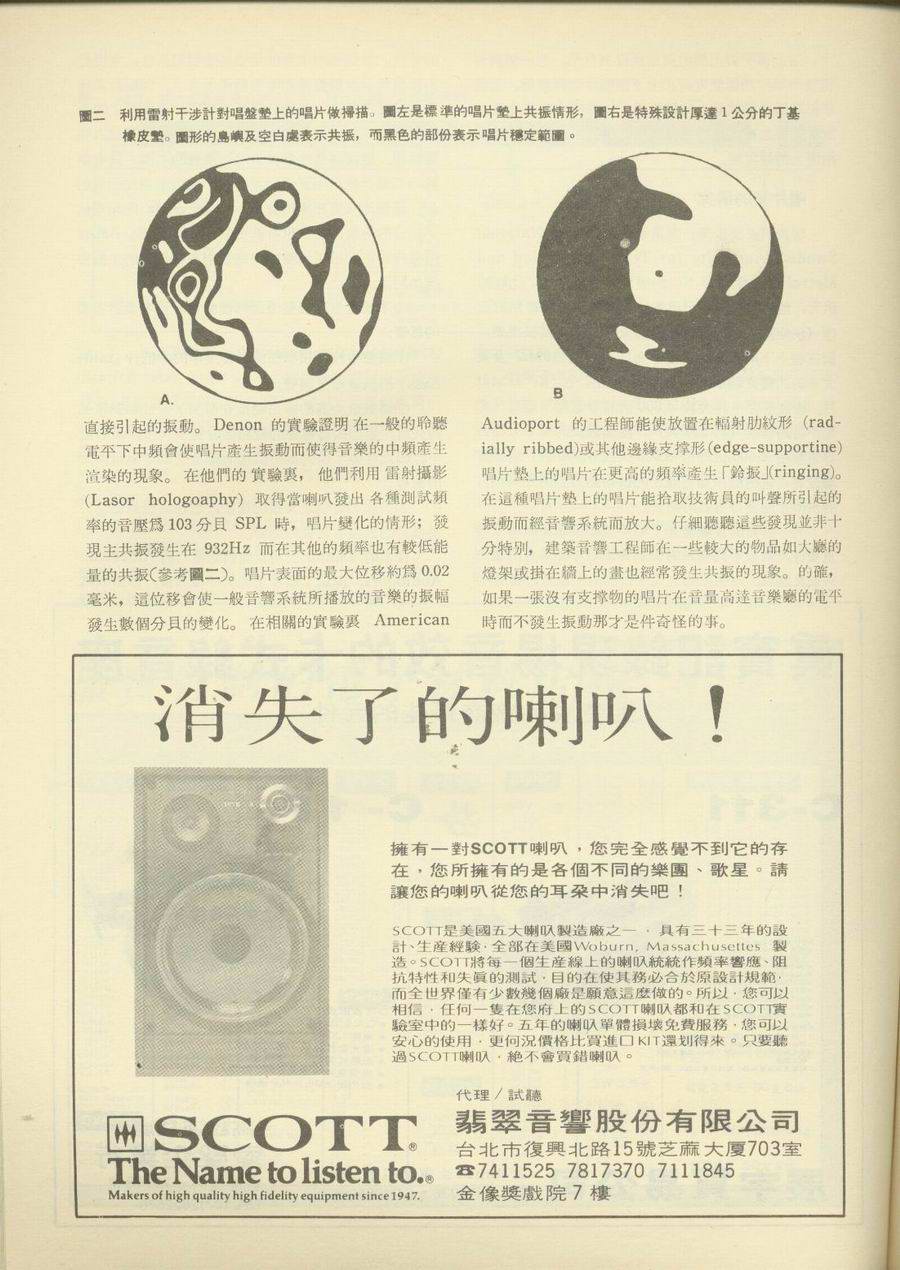 圖二 利用雷射干涉計對唱盤墊上的唱片做掃描。圖左是標準的唱片墊上共振情形，圖右是特殊設計厚達1公分的丁基
橡皮墊。圖形的島嶼及空白處表示共振，而黑色的部份表示唱片穩定範圍。
A.
B
直接引起的振動。Denon 的實驗證明在一般的聆聽
電平下中頻會使唱片產生振動而使得音樂的中頻產生
渲染的現象。在他們的實驗裏，他們利用雷射攝影
(Lasor hologoaphy) 取得當喇叭發出各種測試頻
率的音壓爲103分貝 SPL 時，唱片變化的情形；發
現主共振發生在 932Hz 而在其他的頻率也有較低能
量的共振(參考圖二)。唱片表面的最大位移約爲0.02
毫米，這位移會使一般音響系統所播放的音樂的振幅
發生數個分貝的變化。在相關的實驗裏 American
Audioport 的工程師能使放置在輻射肋紋形 (rad-
ially ribbed)或其他邊緣支撐形(edge-supportine)
唱片墊上的唱片在更高的頻率產生「鈴振」(ringing)。
在這種唱片墊上的唱片能拾取技術員的叫聲所引起的
振動而經音響系統而放大。仔細聽聽這些發現並非十
分特別，建築音響工程師在一些較大的物品如大廳的
燈架或掛在牆上的畫也經常發生共振的現象。的確，
如果一張沒有支撐物的唱片在音量高達音樂廳的電平
時而不發生振動那才是件奇怪的事。
消失了的喇叭！
擁有一對SCOTT喇叭，您完全感覺不到它的存
在，您所擁有的是各個不同的樂團、歌星。請
讓您的喇叭從您的耳朶中消失吧！
SCOTT是美國五大喇叭製造廠之一，具有三十三年的設
計、生產經驗，全部在美國Woburn, Massachusettes 製
造。SCOTT將每一個生產線上的喇叭統統作頻率響應、阻
抗特性和失眞的測試，目的在使其務必合於原設計規範，
而全世界僅有少數幾個廠是願意這麼做的。所以，您可以
相信，任何一隻在您府上的SCOTT喇叭都和在SCOTT實
驗室中的一樣好。五年的喇叭單體損壞免費服務，您可以
安心的使用，更何況價格比買進口KIT還划得來。只要聽
過SCOTT喇叭，絕不會買錯喇叭。
代理／試聽
翡翠音響股份有限公司
台北市復興北路15號芝蔴大厦703室
☎7411525 7817370 7111845
金像獎戲院7樓
SCOTT®
The Name to listen to.®
Makers of high quality high fidelity equipment since 1947.